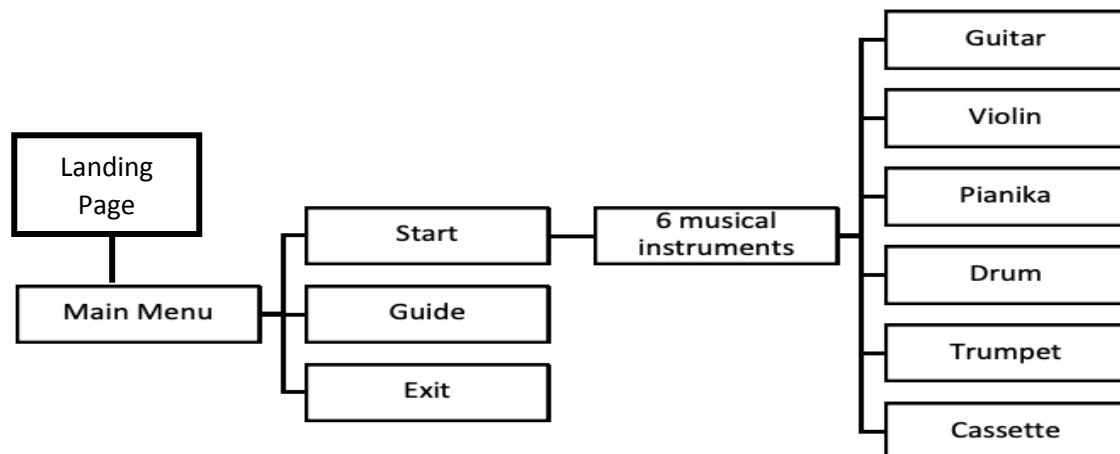 Landing
Page
Main Menu
Start
Guide
Exit
6 musical
instruments
Guitar
Violin
Pianika
Drum
Trumpet
Cassette